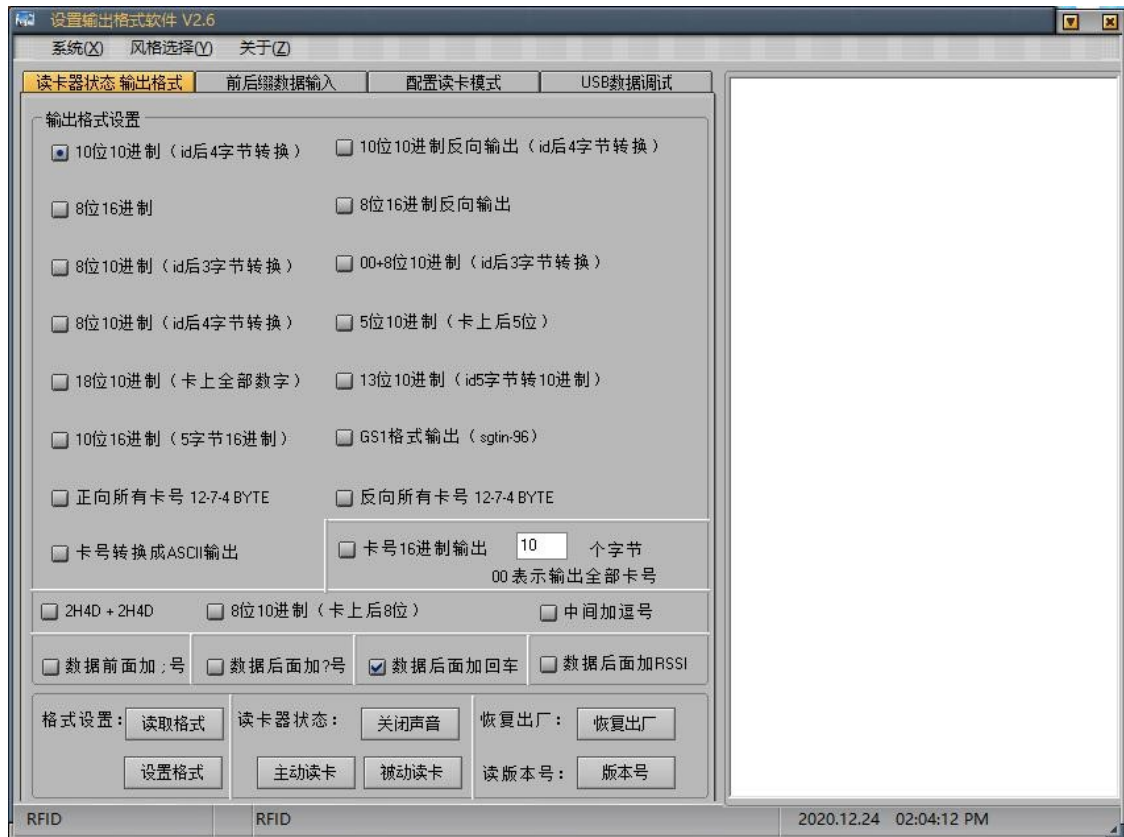 设置输出格式软件 V2.6
系统(X) 风格选择(Y) 关于(Z)
读卡器状态 输出格式 前后缀数据输入 配置读卡模式 USB数据调试
输出格式设置
10位10进制（id后4字节转换） 10位10进制反向输出（id后4字节转换）
8位16进制 8位16进制反向输出
8位10进制（id后3字节转换） 00+8位10进制（id后3字节转换）
8位10进制（id后4字节转换） 5位10进制（卡上后5位）
18位10进制（卡上全部数字） 13位10进制（id5字节转10进制）
10位16进制（5字节16进制） GS1格式输出（sgtin-96）
正向所有卡号 12-7-4 BYTE 反向所有卡号 12-7-4 BYTE
卡号转换成ASCII输出 卡号16进制输出 10 个字节
00表示输出全部卡号
2H4D + 2H4D 8位10进制（卡上后8位） 中间加逗号
数据前面加 ; 号 数据后面加?号 数据后面加回车 数据后面加RSSI
格式设置： 读取格式 读卡器状态： 关闭声音 恢复出厂： 恢复出厂
设置格式 主动读卡 被动读卡 读版本号： 版本号
RFID RFID 2020.12.24 02:04:12 PM